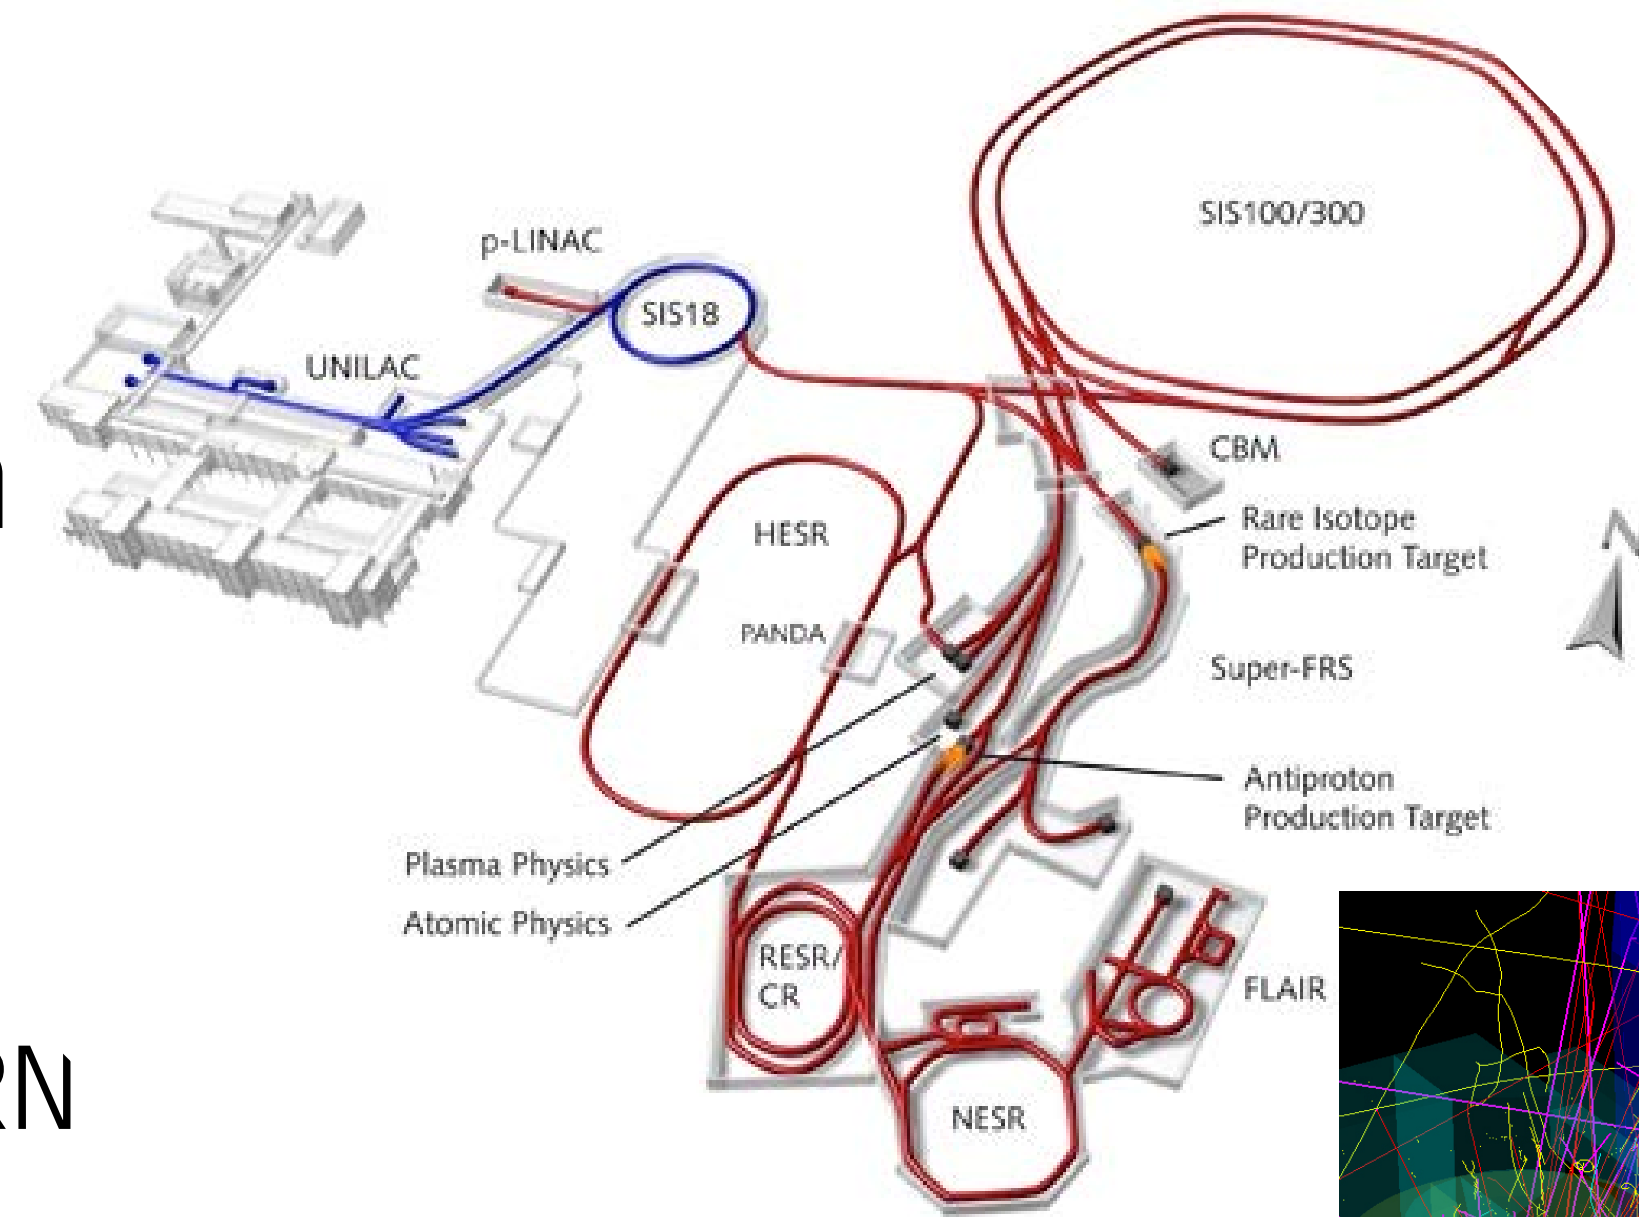 SIS100/300
p-LINAC
SIS18
UNILAC
CBM
Rare Isotope
Production Target
HESR
N
PANDA
Super-FRS
Antiproton
Production Target
Plasma Physics
Atomic Physics
RESR/
CR
FLAIR
RN
NESR